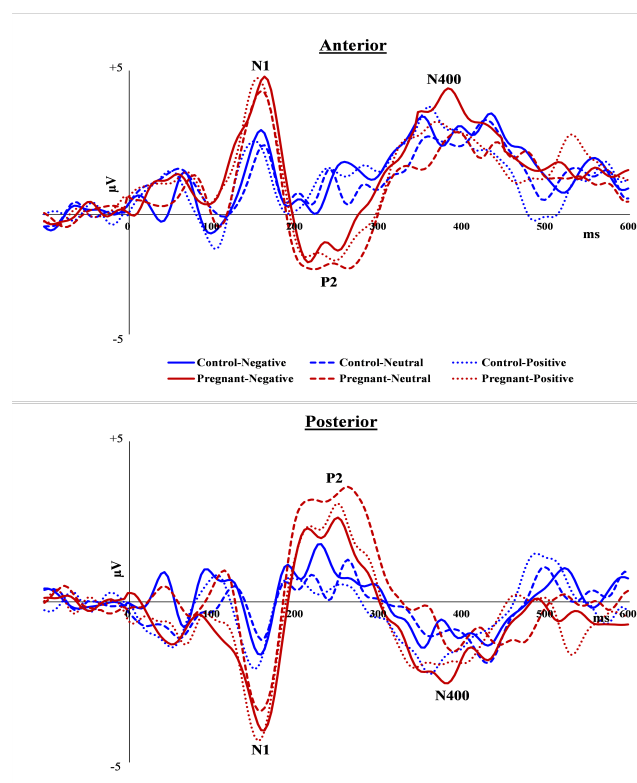 Anterior
+5
N1
N400
µV
0
100
200
300
400
500
600
ms
P2
-5
Control-Negative
Control-Neutral
Control-Positive
Pregnant-Negative
Pregnant-Neutral
Pregnant-Positive
Posterior
+5
P2
µV
0
100
200
300
400
500
ms
600
N400
N1
-5